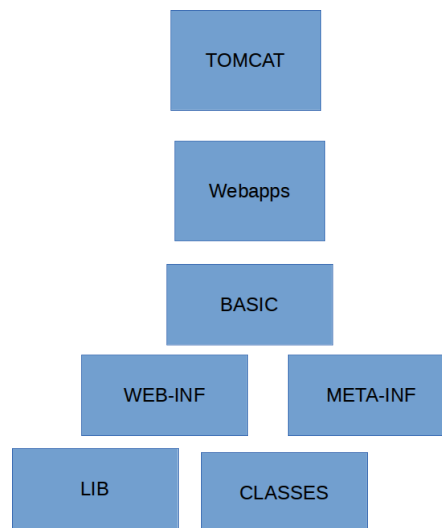 TOMCAT
Webapps
BASIC
WEB-INF
META-INF
LIB
CLASSES